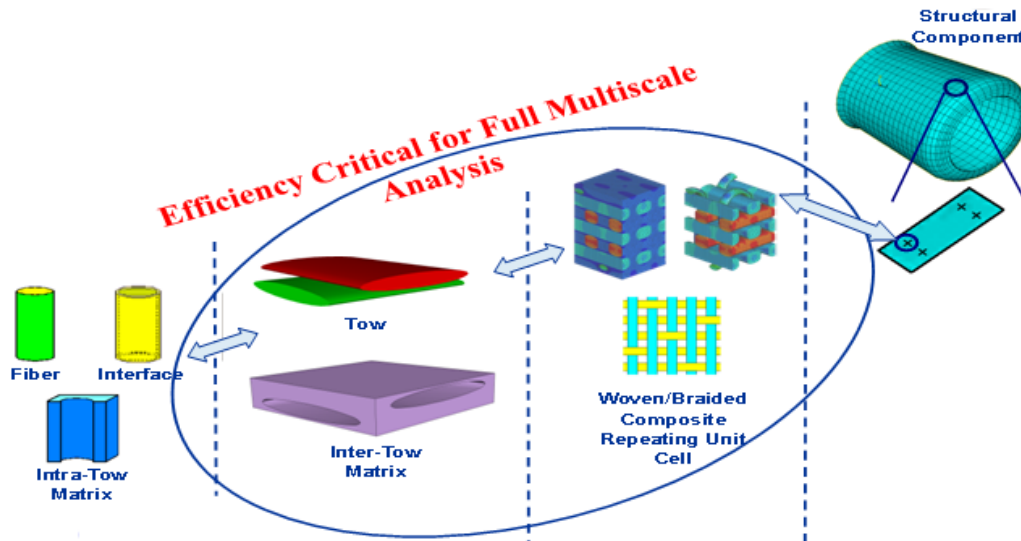 Structural
Component
Efficiency Critical for Full Multiscale
Analysis
Fiber
Interface
Intra-Tow
Matrix
Tow
Inter-Tow
Matrix
Woven/Braided
Composite
Repeating Unit
Cell